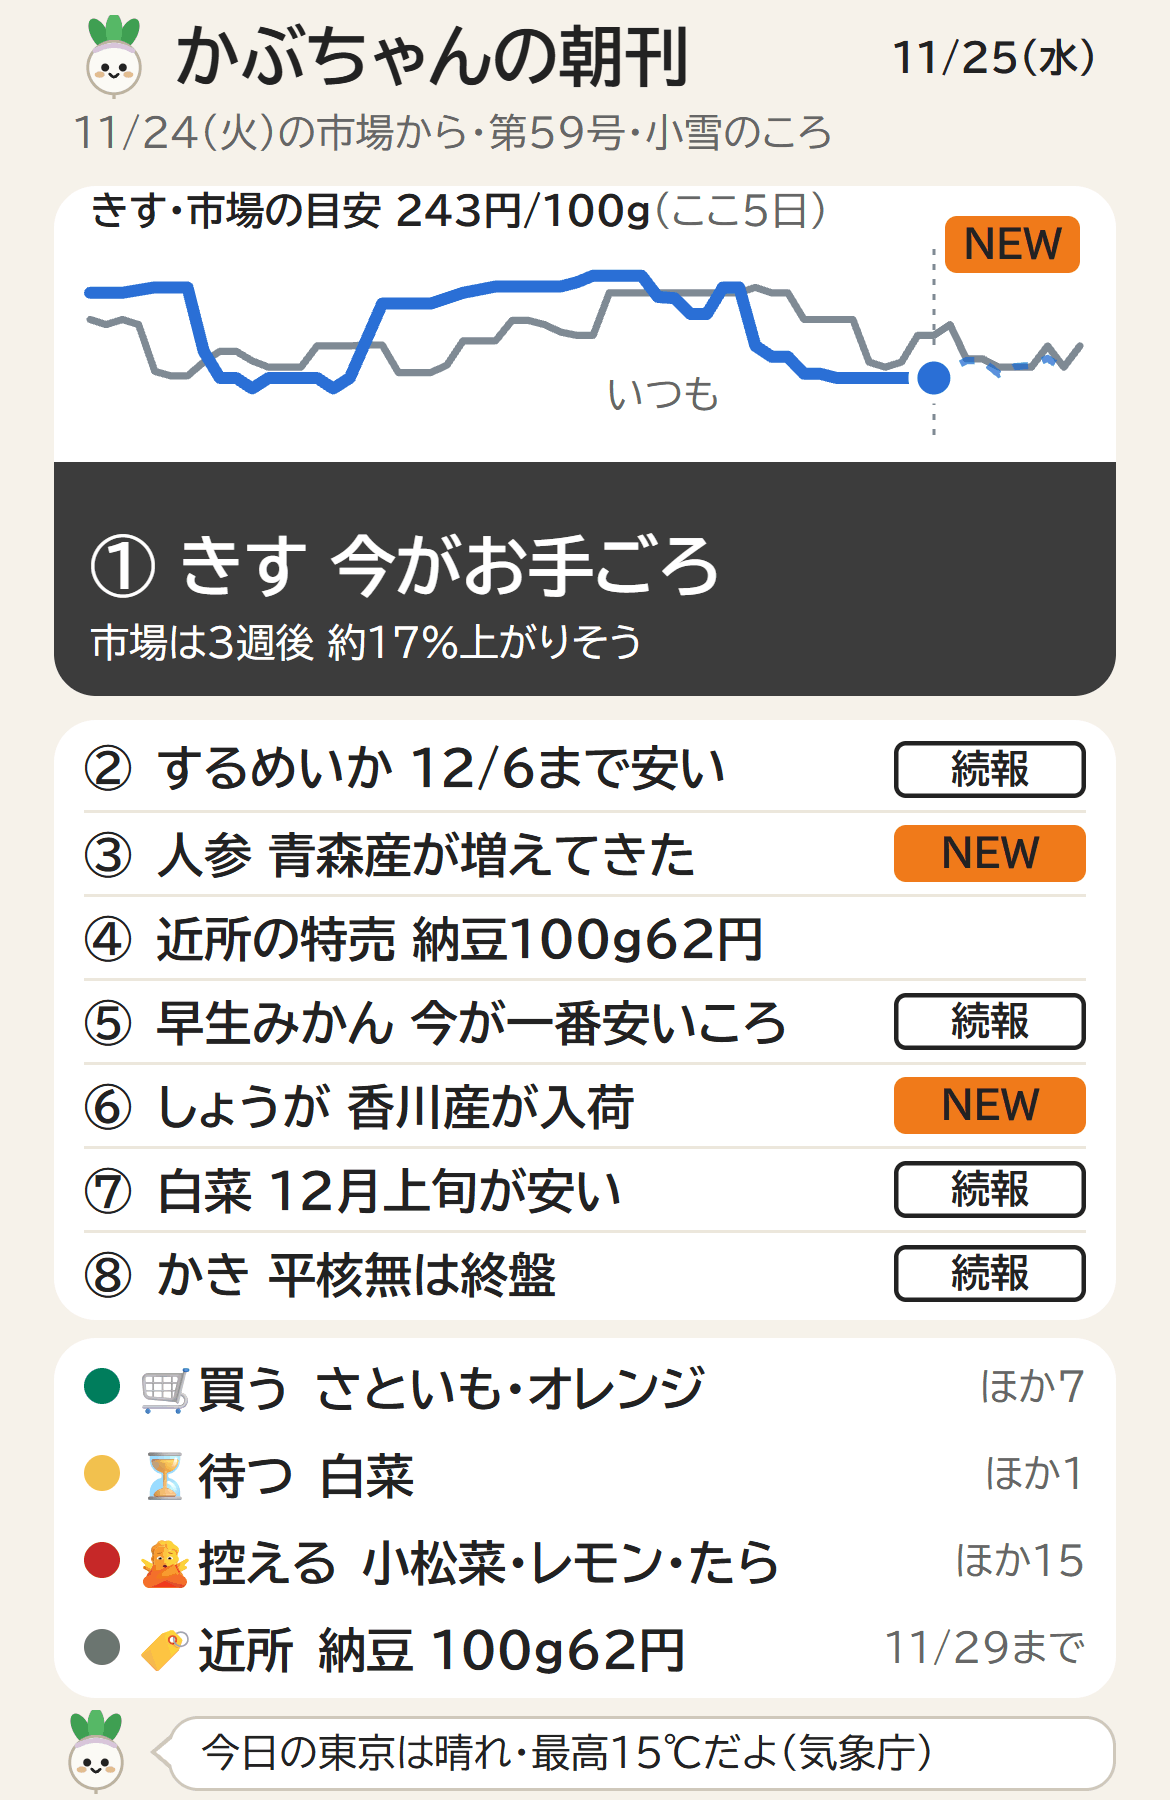 かぶちゃんの朝刊
11/25(水)
11/24(火)の市場から・第59号・小雪のころ
きす・市場の目安 243円/100g(ここ5日)
NEW
いつも
① きす 今がお手ごろ
市場は3週後 約17%上がりそう
② するめいか 12/6まで安い 続報
③ 人参 青森産が増えてきた NEW
④ 近所の特売 納豆100g62円
⑤ 早生みかん 今が一番安いころ 続報
⑥ しょうが 香川産が入荷 NEW
⑦ 白菜 12月上旬が安い 続報
⑧ かき 平核無は終盤 続報
買う さといも・オレンジ ほか7
待つ 白菜 ほか1
控える 小松菜・レモン・たら ほか15
近所 納豆 100g62円 11/29まで
今日の東京は晴れ・最高15℃だよ(気象庁)